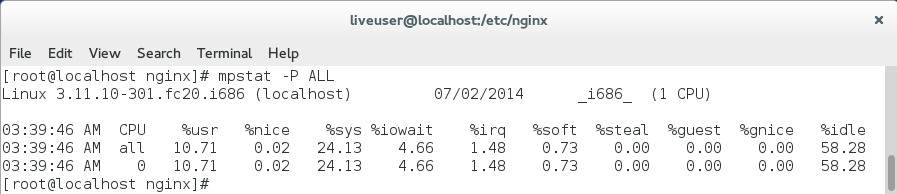 liveuser@localhost:/etc/nginx
File Edit View Search Terminal Help
[root@localhost nginx]# mpstat -P ALL
Linux 3.11.10-301.fc20.i686 (localhost) 07/02/2014 _i686_ (1 CPU)
03:39:46 AM CPU %usr %nice %sys %iowait %irq %soft %steal %guest %gnice %idle
03:39:46 AM all 10.71 0.02 24.13 4.66 1.48 0.73 0.00 0.00 0.00 58.28
03:39:46 AM 0 10.71 0.02 24.13 4.66 1.48 0.73 0.00 0.00 0.00 58.28
[root@localhost nginx]#